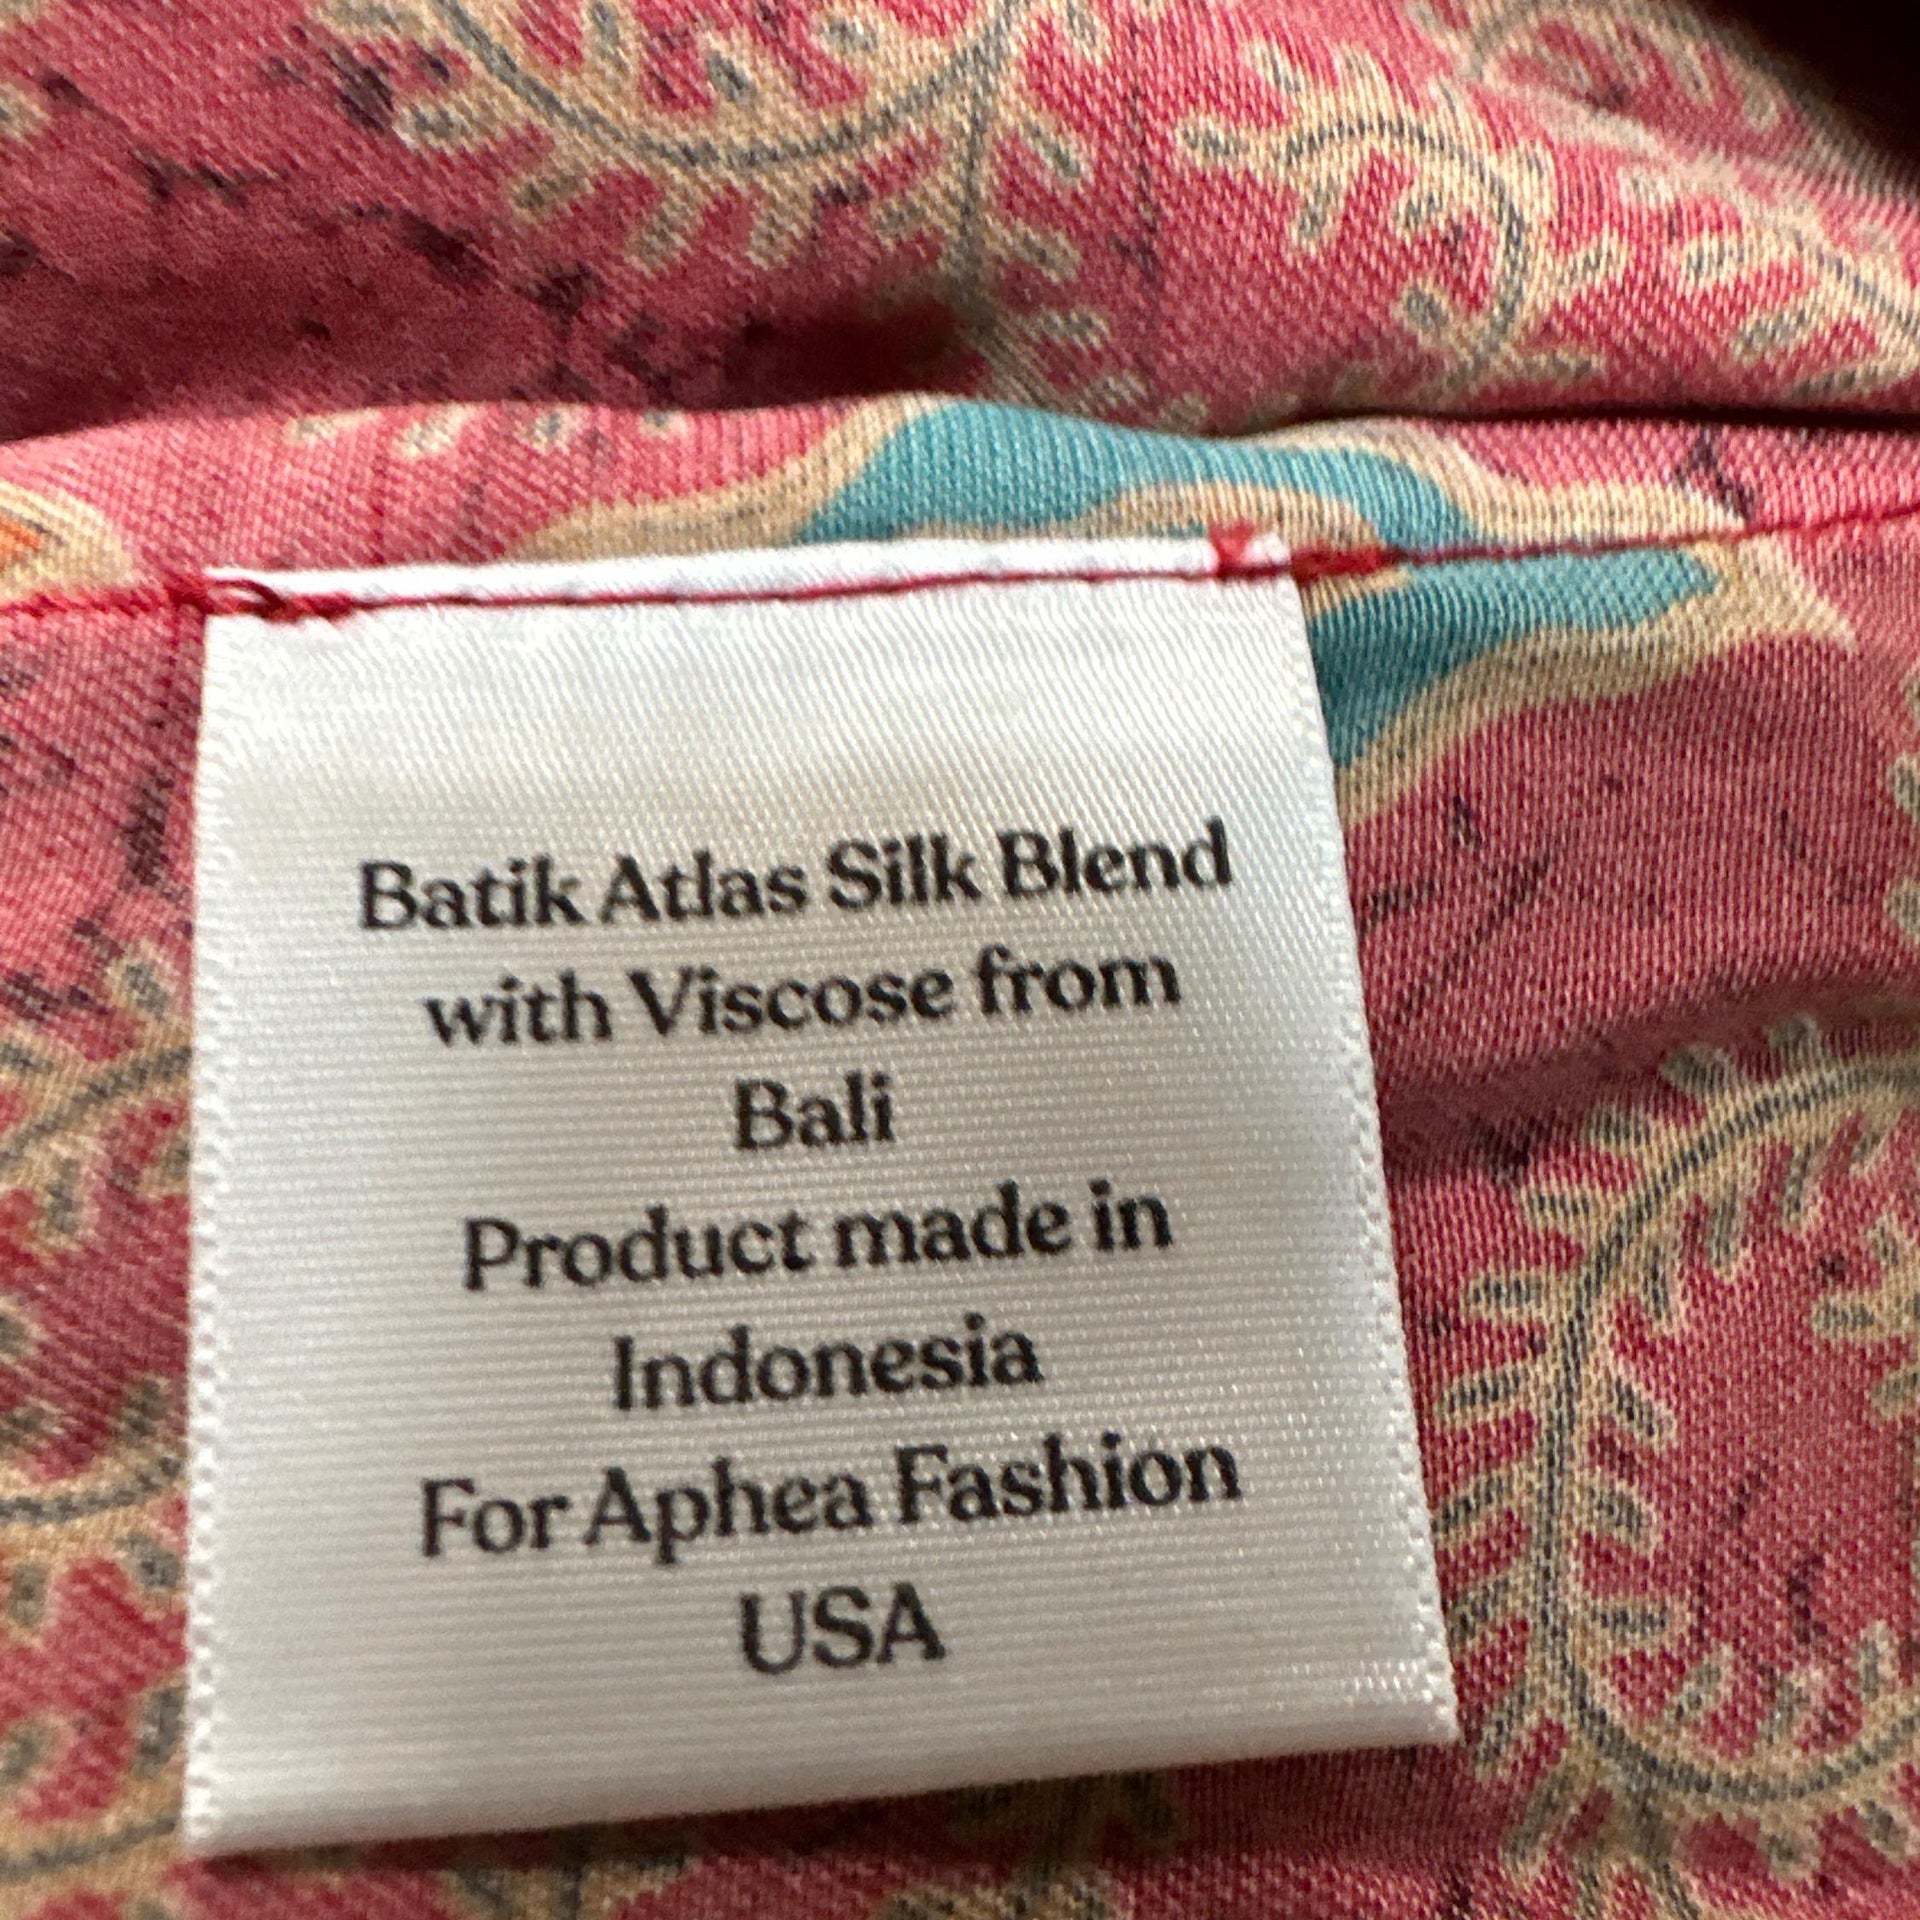 Batik Atlas Silk Blend
with Viscose from
Bali
Product made in
Indonesia
For Aphea Fashion
USA